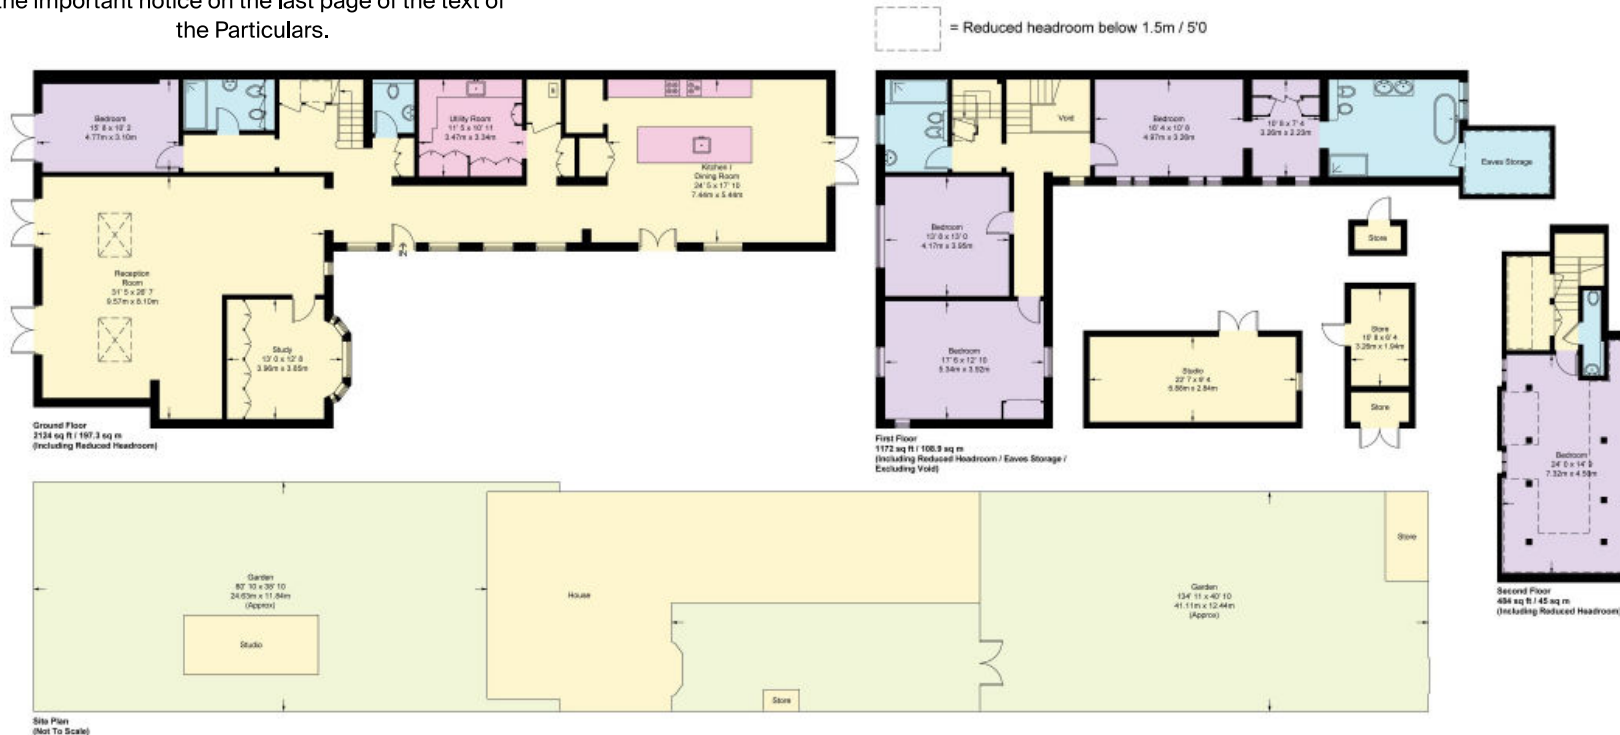 the important notice on the last page of the text of
the Particulars.
= Reduced headroom below 1.5m / 5'0
Bedroom
15' 8 x 10' 2
4.77m x 3.10m
Utility Room
11' 5 x 10' 11
3.47m x 3.34m
Kitchen /
Dining Room
24' 5 x 17' 10
7.44m x 5.44m
Reception
Room
31' 5 x 26' 7
9.57m x 8.10m
IN
Study
13' 0 x 12' 8
3.96m x 3.85m
Ground Floor
2124 sq ft / 197.3 sq m
(Including Reduced Headroom)
Void
Bedroom
16' 4 x 10' 8
4.97m x 3.26m
10' 8 x 7' 4
3.26m x 2.23m
Eaves Storage
Bedroom
13' 8 x 13' 0
4.17m x 3.95m
Bedroom
17' 6 x 12' 10
5.34m x 3.92m
First Floor
1172 sq ft / 108.9 sq m
(Including Reduced Headroom / Eaves Storage /
Excluding Void)
Store
Studio
22' 7 x 9' 4
6.88m x 2.84m
Store
10' 8 x 6' 4
3.26m x 1.94m
Store
Bedroom
24' 0 x 14' 9
7.32m x 4.50m
Second Floor
484 sq ft / 45 sq m
(Including Reduced Headroom)
Garden
80' 10 x 38' 10
24.63m x 11.84m
(Approx)
Studio
House
Store
Garden
134' 11 x 40' 10
41.11m x 12.44m
(Approx)
Store
Site Plan
(Not To Scale)